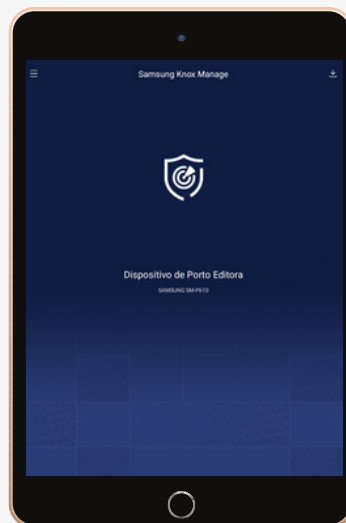 Samsung Knox Manage
Dispositivo de Porto Editora
SAMSUNG SM-P610